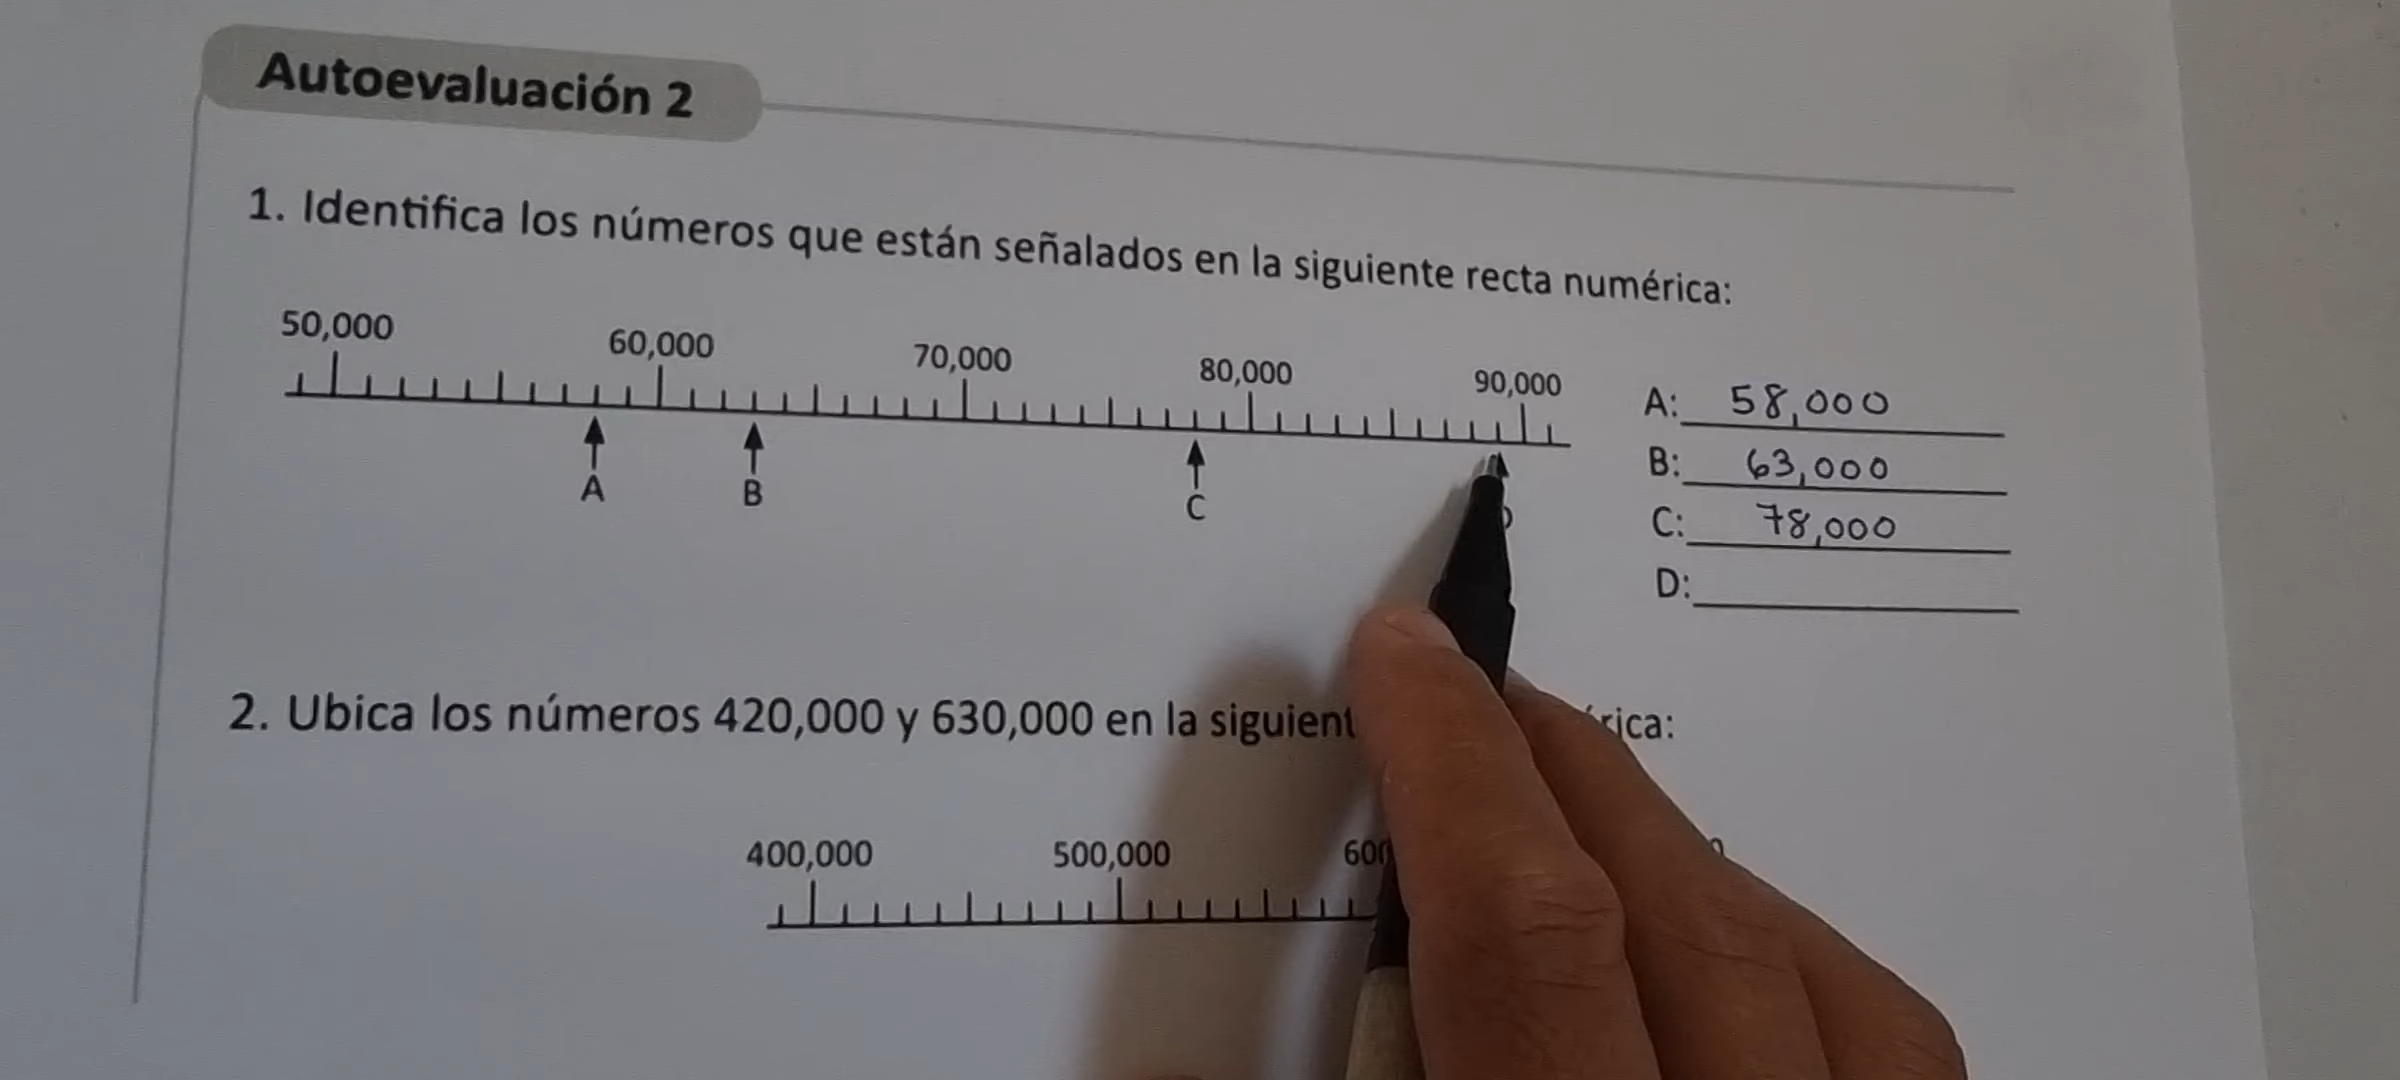 Autoevaluación 2
1. Identifica los números que están señalados en la siguiente recta numérica:
50,000 60,000 70,000 80,000 90,000
A B C
A: 58,000
B: 63,000
C: 78,000
D:
2. Ubica los números 420,000 y 630,000 en la
400,000 500,000